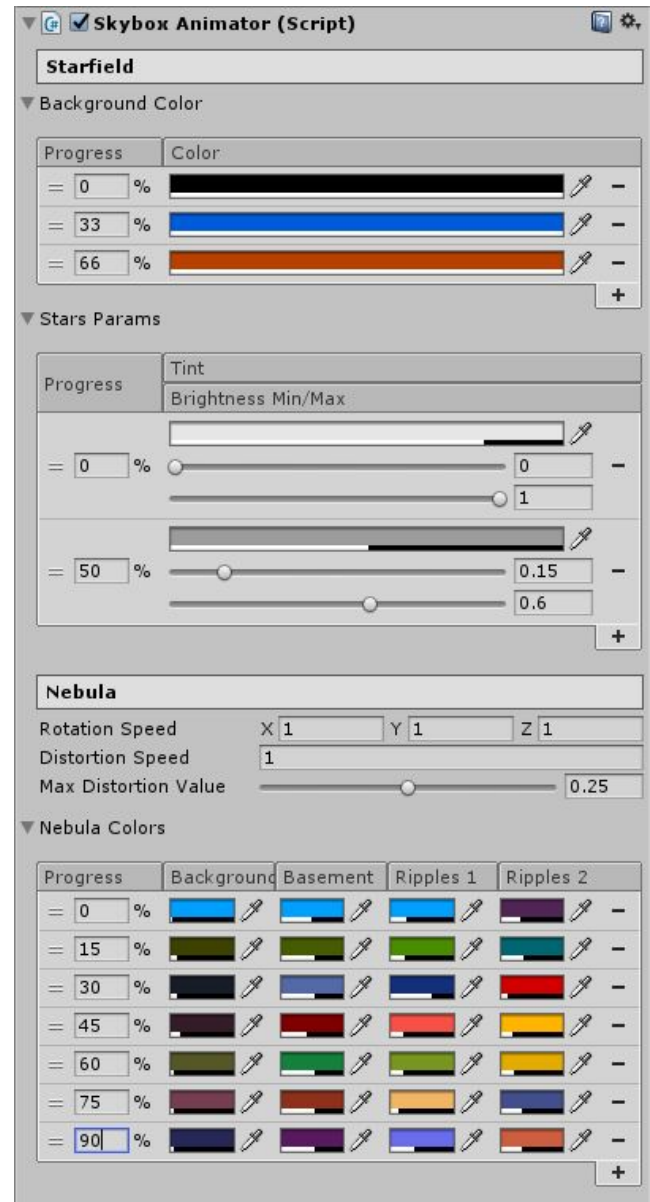 Skybox Animator (Script)
Starfield
Background Color
Progress Color
= 0 % −
= 33 % −
= 66 % −
+
Stars Params
Progress
Tint
Brightness Min/Max
= 0 % 0 −
1
= 50 % 0.15 −
0.6
+
Nebula
Rotation Speed X 1 Y 1 Z 1
Distortion Speed 1
Max Distortion Value 0.25
Nebula Colors
Progress Background Basement Ripples 1 Ripples 2
= 0 % −
= 15 % −
= 30 % −
= 45 % −
= 60 % −
= 75 % −
= 90 % −
+